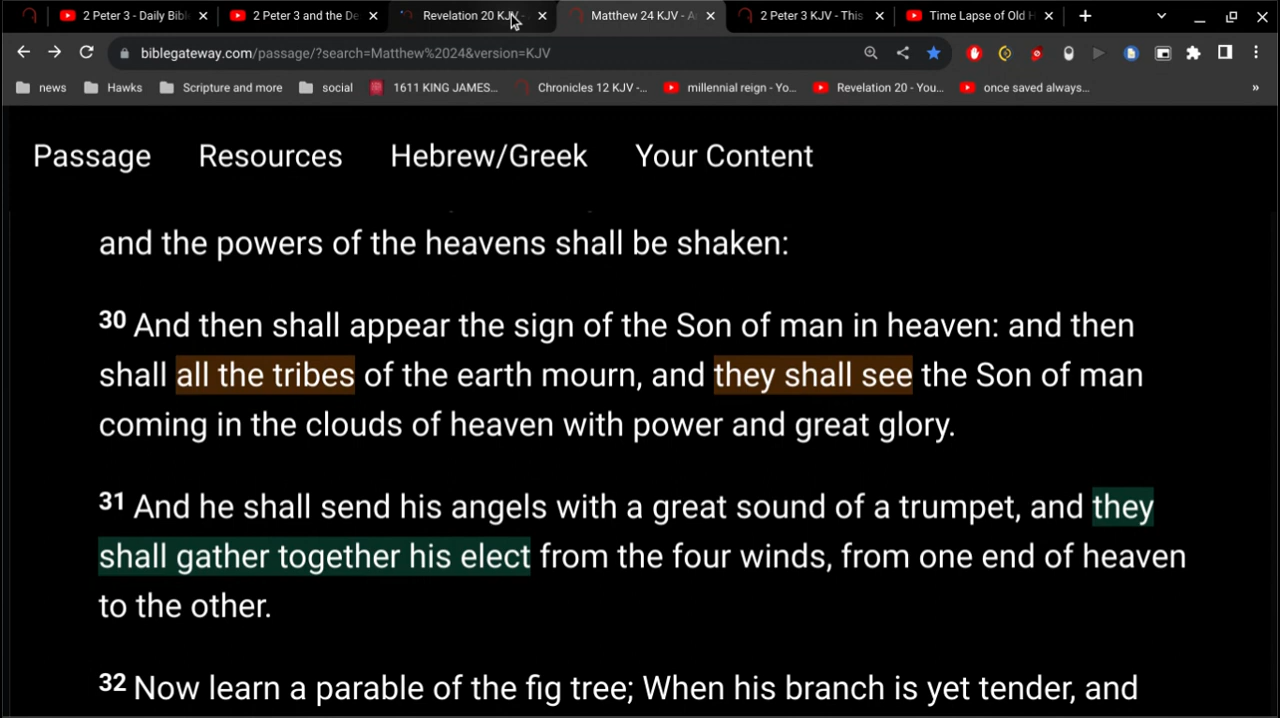 2 Peter 3 - Daily Bibl
2 Peter 3 and the De
Revelation 20 KJV -
Matthew 24 KJV - A
2 Peter 3 KJV - This
Time Lapse of Old H
biblegateway.com/passage/?search=Matthew%2024&version=KJV
news
Hawks
Scripture and more
social
1611 KING JAMES...
Chronicles 12 KJV -...
millennial reign - Yo...
Revelation 20 - You...
once saved always...
»
Passage Resources Hebrew/Greek Your Content
and the powers of the heavens shall be shaken:
30 And then shall appear the sign of the Son of man in heaven: and then
shall all the tribes of the earth mourn, and they shall see the Son of man
coming in the clouds of heaven with power and great glory.
31 And he shall send his angels with a great sound of a trumpet, and they
shall gather together his elect from the four winds, from one end of heaven
to the other.
32 Now learn a parable of the fig tree; When his branch is yet tender, and